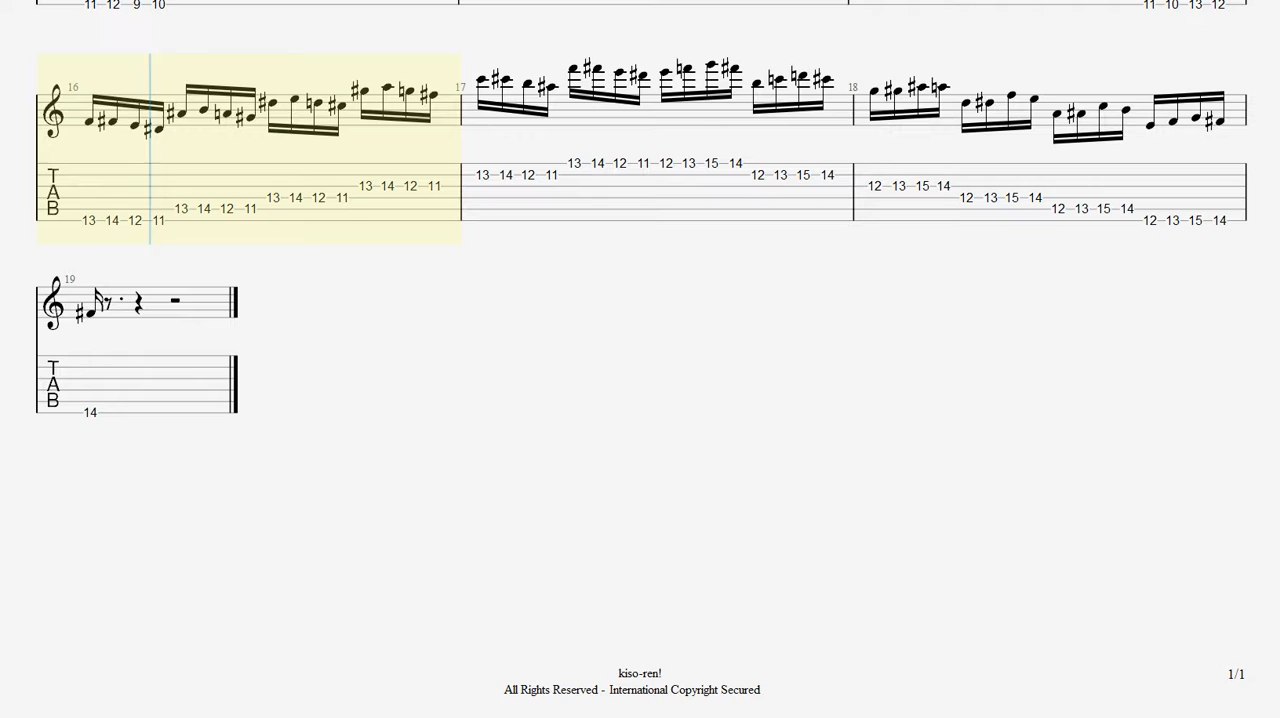 11 12 9 10 11 10 13 12
16 17 18
13 14 12 11 12 13 15 14
13 14 12 11 12 13 15 14
T 13 14 12 11 12 13 15 14
A 13 14 12 11 12 13 15 14
B 13 14 12 11 12 13 15 14
13 14 12 11 12 13 15 14
19
T
A
B
14
kiso-ren!
1/1
All Rights Reserved - International Copyright Secured